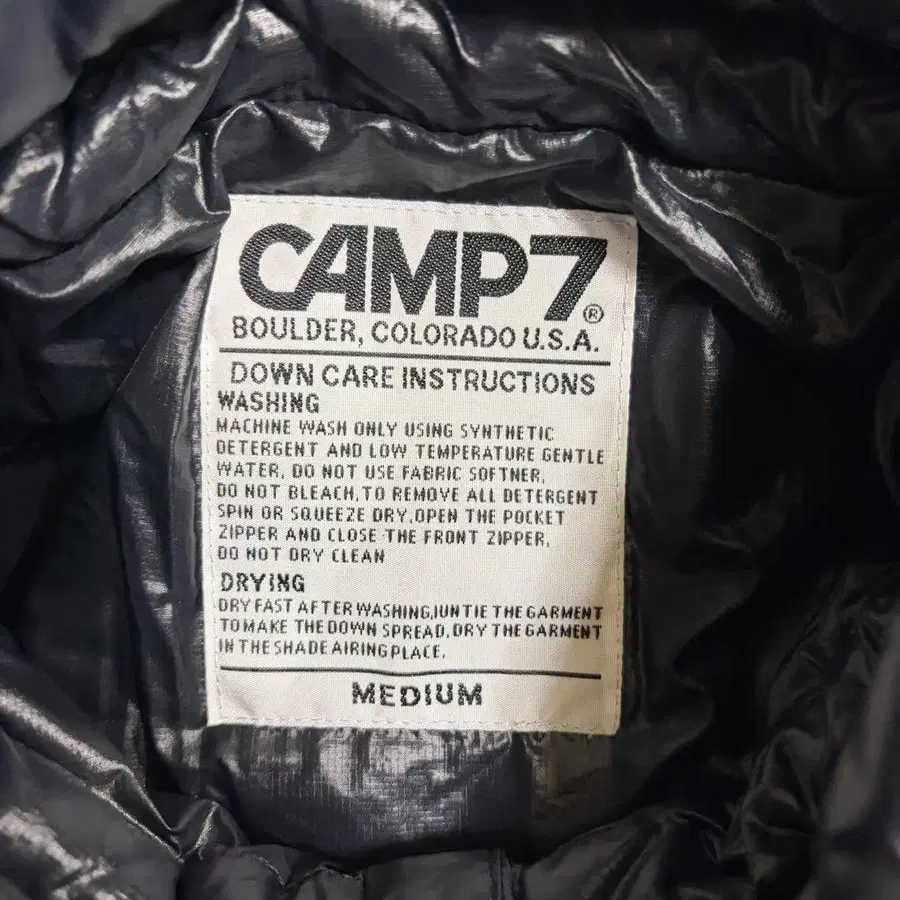 CAMP7®
BOULDER, COLORADO U.S.A.
DOWN CARE INSTRUCTIONS
WASHING
MACHINE WASH ONLY USING SYNTHETIC
DETERGENT AND LOW TEMPERATURE GENTLE
WATER, DO NOT USE FABRIC SOFTNER,
DO NOT BLEACH,TO REMOVE ALL DETERGENT
SPIN OR SQUEEZE DRY,OPEN THE POCKET
ZIPPER AND CLOSE THE FRONT ZIPPER,
DO NOT DRY CLEAN
DRYING
DRY FAST AFTER WASHING,IUNTIE THE GARMENT
TO MAKE THE DOWN SPREAD, DRY THE GARMENT
IN THE SHADE AIRING PLACE.
MEDIUM